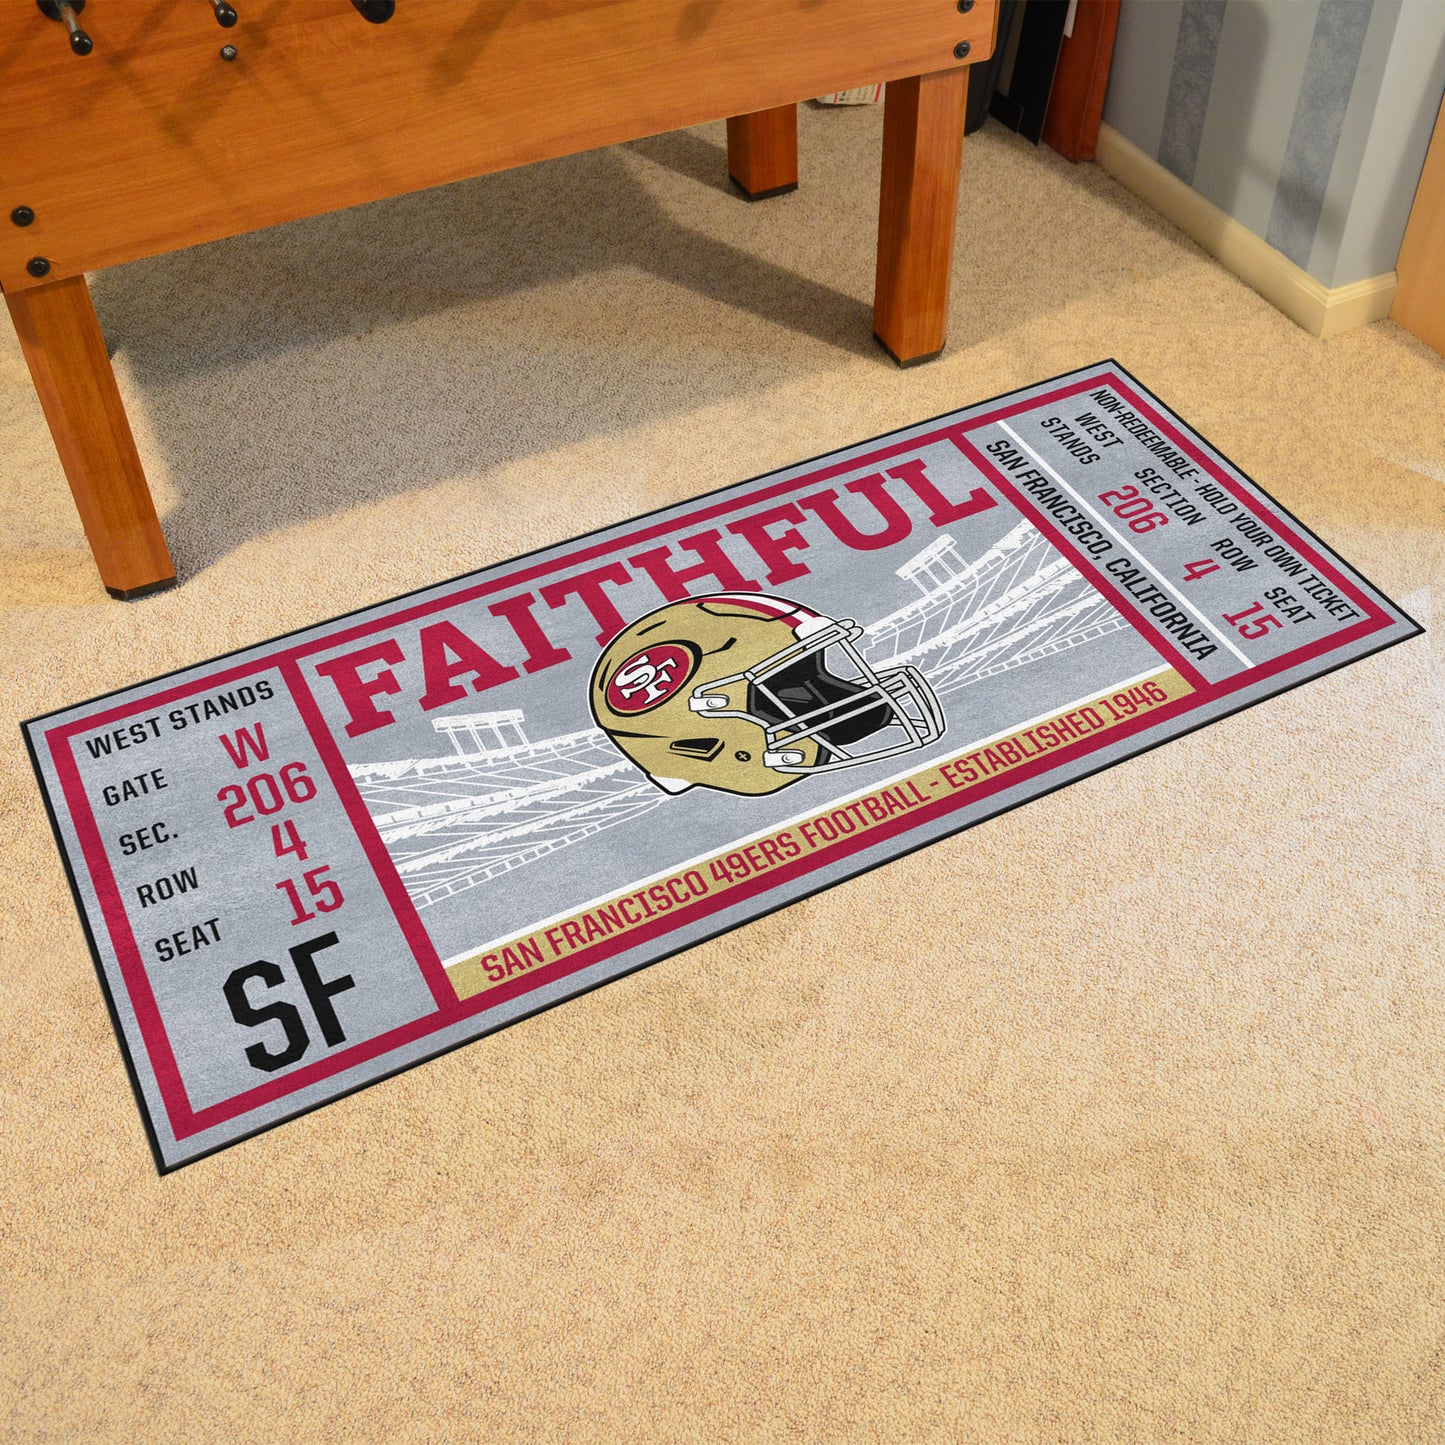 WEST STANDS
GATE W
SEC. 206
ROW 4
SEAT 15
SF
FAITHFUL
SF
SAN FRANCISCO 49ERS FOOTBALL - ESTABLISHED 1946
SAN FRANCISCO, CALIFORNIA
WEST STANDS
SECTION 206
ROW 4
SEAT 15
NON-REDEEMABLE - HOLD YOUR OWN TICKET